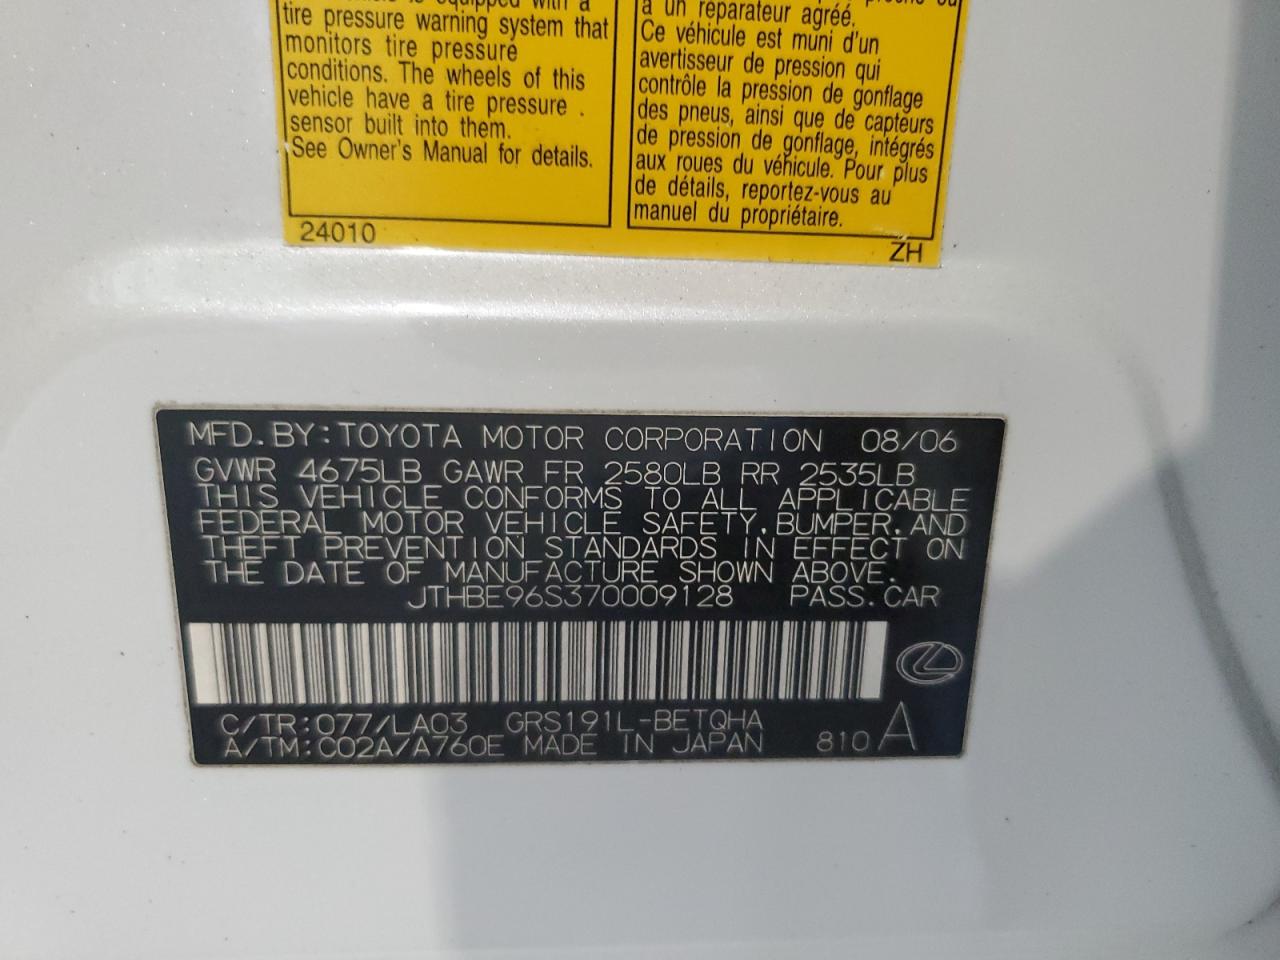 tire pressure warning system that
monitors tire pressure
conditions. The wheels of this
vehicle have a tire pressure
sensor built into them.
See Owner's Manual for details.
24010
à un réparateur agréé.
Ce véhicule est muni d'un
avertisseur de pression qui
contrôle la pression de gonflage
des pneus, ainsi que de capteurs
de pression de gonflage, intégrés
aux roues du véhicule. Pour plus
de détails, reportez-vous au
manuel du propriétaire.
ZH
MFD. BY: TOYOTA MOTOR CORPORATION 08/06
GVWR 4675LB GAWR FR 2580LB RR 2535LB
THIS VEHICLE CONFORMS TO ALL APPLICABLE
FEDERAL MOTOR VEHICLE SAFETY, BUMPER, AND
THEFT PREVENTION STANDARDS IN EFFECT ON
THE DATE OF MANUFACTURE SHOWN ABOVE.
JTHBE96S370009128 PASS. CAR
C/TR: 077/LA03 GRS191L-BETQHA
A/TM: C02A/A760E MADE IN JAPAN 810 A